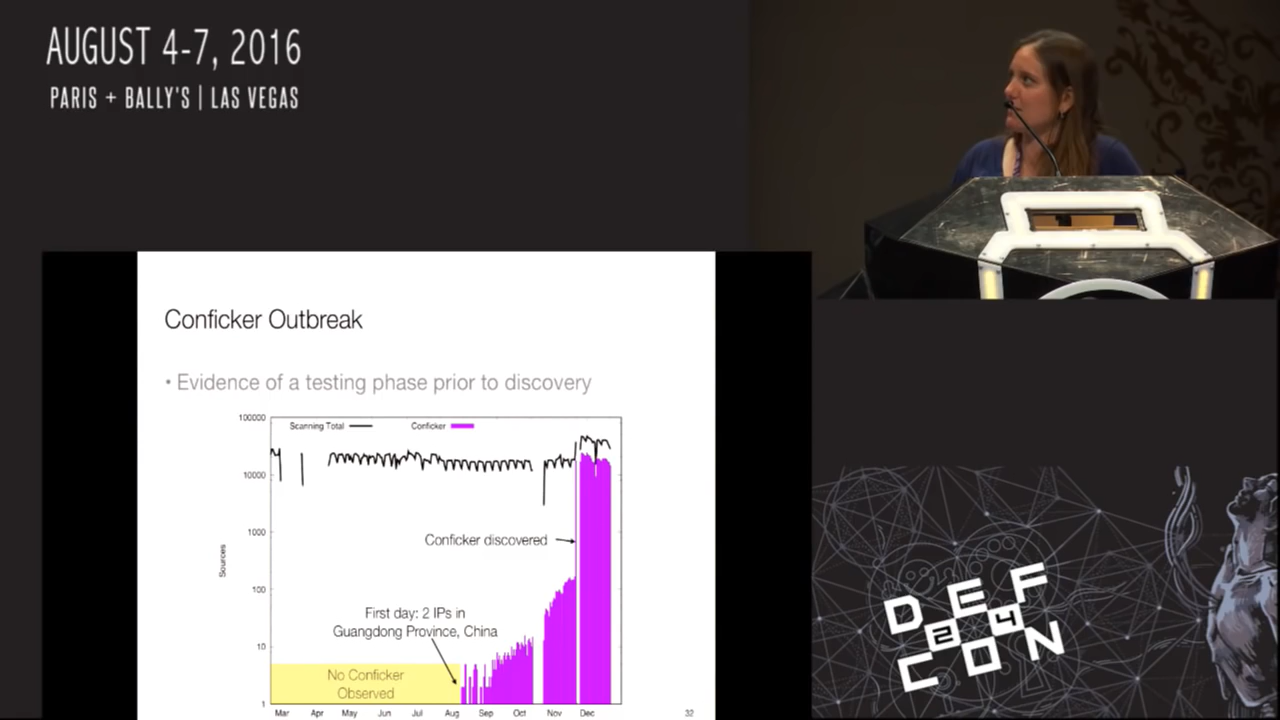 AUGUST 4-7, 2016
PARIS + BALLY'S | LAS VEGAS
Conficker Outbreak
• Evidence of a testing phase prior to discovery
Scanning Total
Conficker
100000
10000
1000
100
10
1
Sources
Conficker discovered
First day: 2 IPs in
Guangdong Province, China
No Conficker
Observed
Mar Apr May Jun Jul Aug Sep Oct Nov Dec
32
DEF
24
CON